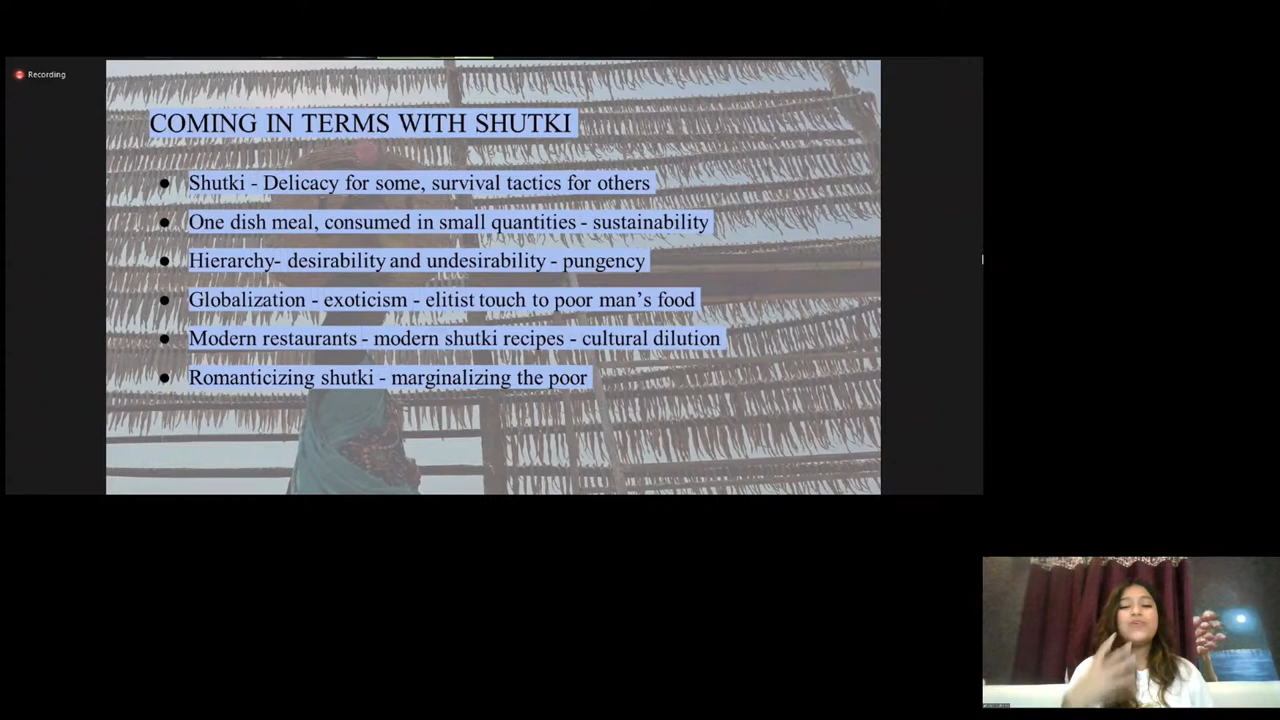 Recording
COMING IN TERMS WITH SHUTKI
● Shutki - Delicacy for some, survival tactics for others
● One dish meal, consumed in small quantities - sustainability
● Hierarchy- desirability and undesirability - pungency
● Globalization - exoticism - elitist touch to poor man's food
● Modern restaurants - modern shutki recipes - cultural dilution
● Romanticizing shutki - marginalizing the poor